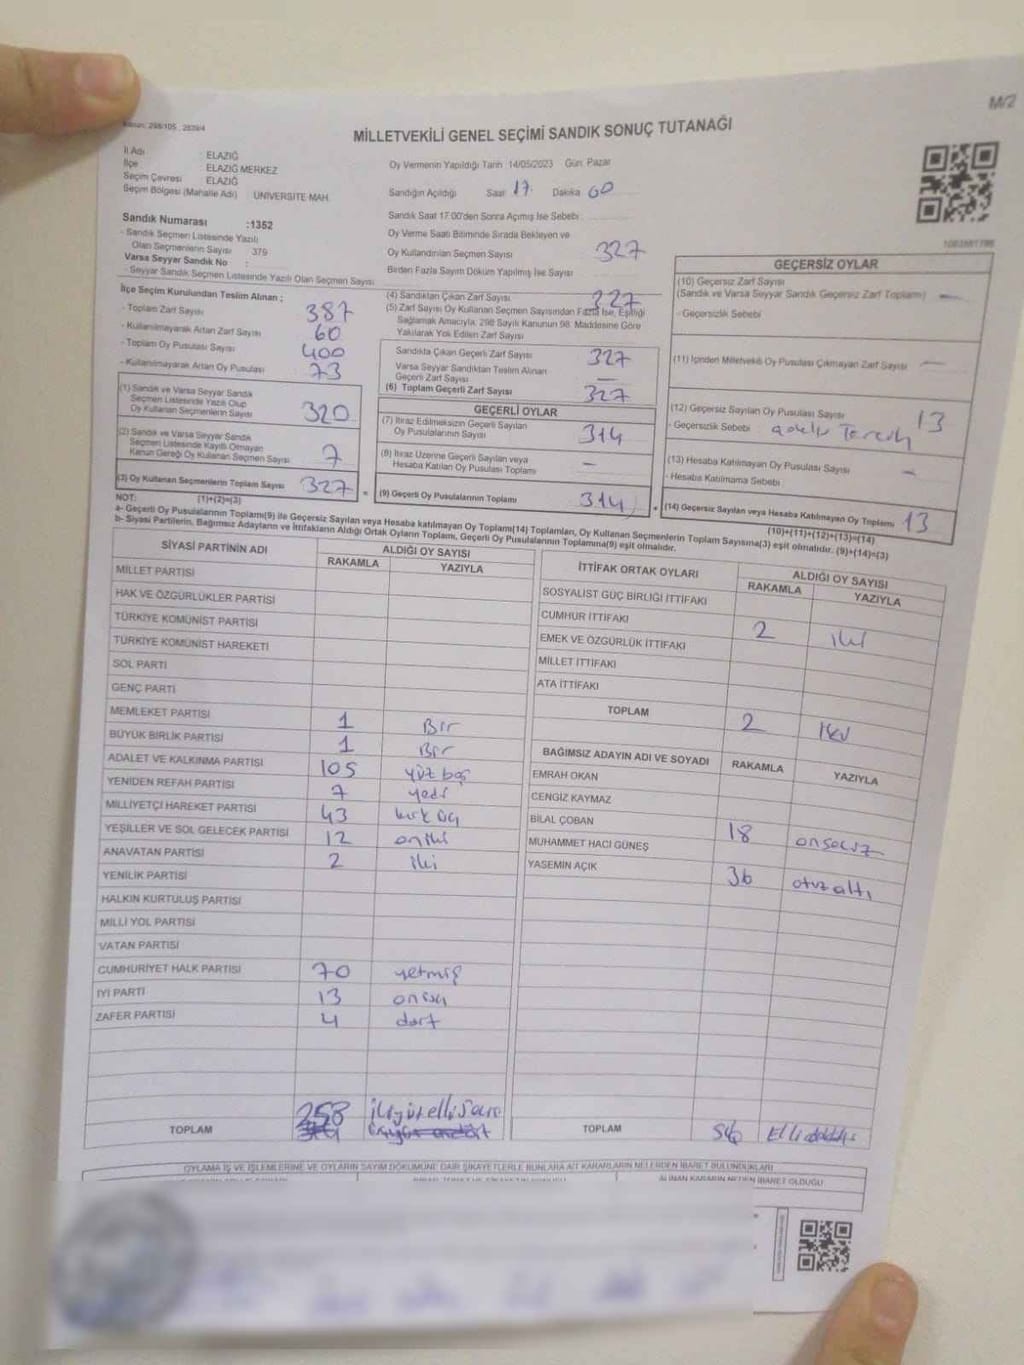 M/2
Kanun: 298/105 , 2839/4
MİLLETVEKİLİ GENEL SEÇİMİ SANDIK SONUÇ TUTANAĞI
İl Adı : ELAZIĞ
İlçe : ELAZIĞ MERKEZ
Seçim Çevresi : ELAZIĞ
Seçim Bölgesi (Mahalle Adı) : ÜNİVERSİTE MAH.
Oy Vermenin Yapıldığı Tarih : 14/05/2023 Gün: Pazar
Sandığın Açıldığı Saat 17 Dakika 00
Sandık Saat 17:00'den Sonra Açılmış İse Sebebi :
Oy Verme Saati Bitiminde Sırada Bekleyen ve
Oy Kullandırılan Seçmen Sayısı 327
Birden Fazla Sayım Döküm Yapılmış İse Sayısı
Sandık Numarası :1352
- Sandık Seçmen Listesinde Yazılı
Olan Seçmenlerin Sayısı 379
Varsa Seyyar Sandık No :
- Seyyar Sandık Seçmen Listesinde Yazılı Olan Seçmen Sayısı
İlçe Seçim Kurulundan Teslim Alınan ;
- Toplam Zarf Sayısı 387
- Kullanılmayarak Artan Zarf Sayısı 60
- Toplam Oy Pusulası Sayısı 400
- Kullanılmayarak Artan Oy Pusulası 73
(1) Sandık ve Varsa Seyyar Sandık
Seçmen Listesinde Yazılı Olup
Oy Kullanan Seçmenlerin Sayısı 320
(2) Sandık ve Varsa Seyyar Sandık
Seçmen Listesinde Kayıtlı Olmayan
Kanun Gereği Oy Kullanan Seçmen Sayısı 7
(3) Oy Kullanan Seçmenlerin Toplam Sayısı 327
(1)+(2)=(3)
(4) Sandıktan Çıkan Zarf Sayısı 327
(5) Zarf Sayısı Oy Kullanan Seçmen Sayısından Fazla İse, Eşitliği
Sağlamak Amacıyla, 298 Sayılı Kanunun 98. Maddesine Göre
Yakılarak Yok Edilen Zarf Sayısı
Sandıkta Çıkan Geçerli Zarf Sayısı 327
Varsa Seyyar Sandıktan Teslim Alınan
Geçerli Zarf Sayısı —
(6) Toplam Geçerli Zarf Sayısı 327
GEÇERLİ OYLAR
(7) İtiraz Edilmeksizin Geçerli Sayılan
Oy Pusulalarının Sayısı 314
(8) İtiraz Üzerine Geçerli Sayılan veya
Hesaba Katılan Oy Pusulası Toplamı —
(9) Geçerli Oy Pusulalarının Toplamı 314
GEÇERSİZ OYLAR
(10) Geçersiz Zarf Sayısı
(Sandık ve Varsa Seyyar Sandık Geçersiz Zarf Toplamı) —
- Geçersizlik Sebebi
(11) İçinden Milletvekili Oy Pusulası Çıkmayan Zarf Sayısı —
(12) Geçersiz Sayılan Oy Pusulası Sayısı 13
- Geçersizlik Sebebi :
(13) Hesaba Katılmayan Oy Pusulası Sayısı —
- Hesaba Katılmama Sebebi
(14) Geçersiz Sayılan veya Hesaba Katılmayan Oy Toplamı 13
(10)+(11)+(12)+(13)=(14)
NOT:
a- Geçerli Oy Pusulalarının Toplamı(9) ile Geçersiz Sayılan veya Hesaba katılmayan Oy Toplamı(14) Toplamları, Oy Kullanan Seçmenlerin Toplam Sayısına(3) eşit olmalıdır. (9)+(14)=(3)
b- Siyasi Partilerin, Bağımsız Adayların ve İttifakların Aldığı Ortak Oyların Toplamı, Geçerli Oy Pusulalarının Toplamına(9) eşit olmalıdır.
SİYASİ PARTİNİN ADI ALDIĞI OY SAYISI
RAKAMLA YAZIYLA
MİLLET PARTİSİ
HAK VE ÖZGÜRLÜKLER PARTİSİ
TÜRKİYE KOMÜNİST PARTİSİ
TÜRKİYE KOMÜNİST HAREKETİ
SOL PARTİ
GENÇ PARTİ
MEMLEKET PARTİSİ 1 Bir
BÜYÜK BİRLİK PARTİSİ 1 Bir
ADALET VE KALKINMA PARTİSİ 105 yüz beş
YENİDEN REFAH PARTİSİ 7 yedi
MİLLİYETÇİ HAREKET PARTİSİ 43 kırk üç
YEŞİLLER VE SOL GELECEK PARTİSİ 12 oniki
ANAVATAN PARTİSİ 2 iki
YENİLİK PARTİSİ
HALKIN KURTULUŞ PARTİSİ
MİLLİ YOL PARTİSİ
VATAN PARTİSİ
CUMHURİYET HALK PARTİSİ 70 yetmiş
İYİ PARTİ 13 onüç
ZAFER PARTİSİ 4 dört
258 ikiyüzellisekiz
TOPLAM
İTTİFAK ORTAK OYLARI ALDIĞI OY SAYISI
RAKAMLA YAZIYLA
SOSYALİST GÜÇ BİRLİĞİ İTTİFAKI
CUMHUR İTTİFAKI 2 iki
EMEK VE ÖZGÜRLÜK İTTİFAKI
MİLLET İTTİFAKI
ATA İTTİFAKI
TOPLAM 2 iki
BAĞIMSIZ ADAYIN ADI VE SOYADI RAKAMLA YAZIYLA
EMRAH OKAN
CENGİZ KAYMAZ
BİLAL ÇOBAN 18 onsekiz
MUHAMMET HACI GÜNEŞ
YASEMİN AÇIK 36 otuzaltı
TOPLAM
OYLAMA İŞ VE İŞLEMLERİNE VE OYLARIN SAYIM DÖKÜMÜNE DAİR ŞİKAYETLERLE BUNLARA AİT KARARLARIN NELERDEN İBARET BULUNDUKLARI
ALINAN KARARIN NEDEN İBARET OLDUĞU